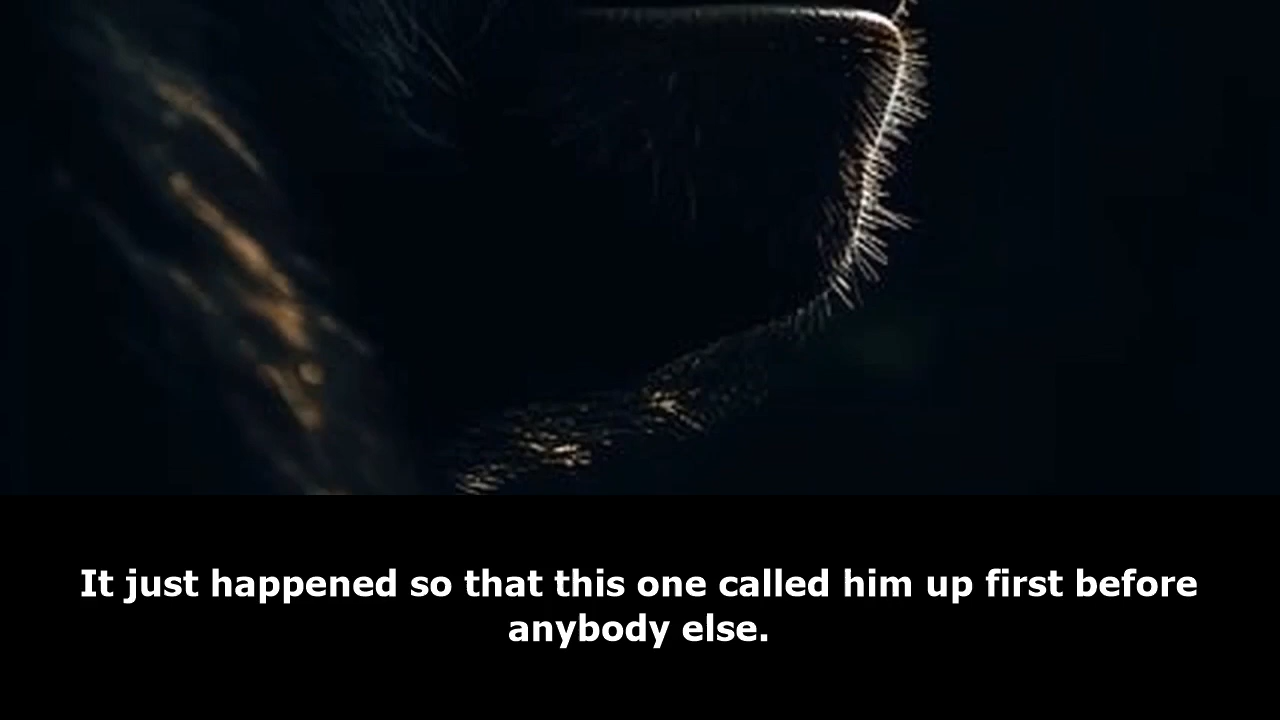 It just happened so that this one called him up first before
anybody else.